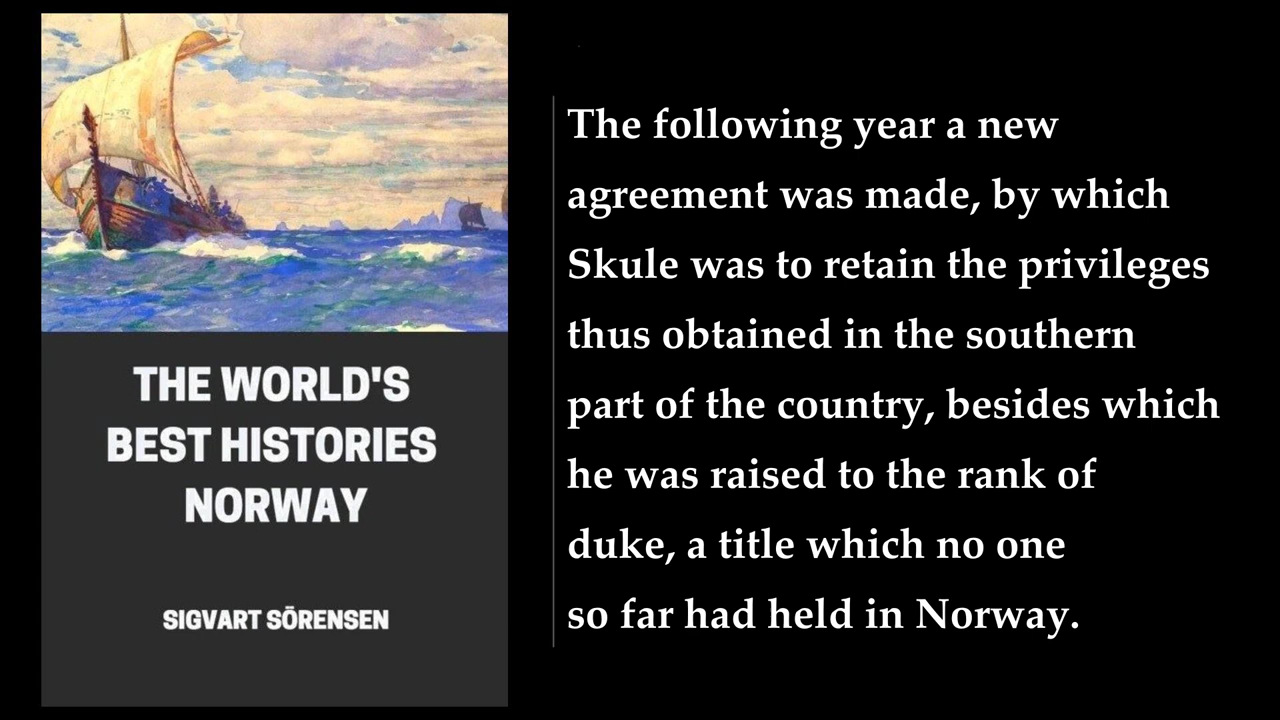 THE WORLD'S
BEST HISTORIES
NORWAY
SIGVART SÖRENSEN
The following year a new
agreement was made, by which
Skule was to retain the privileges
thus obtained in the southern
part of the country, besides which
he was raised to the rank of
duke, a title which no one
so far had held in Norway.